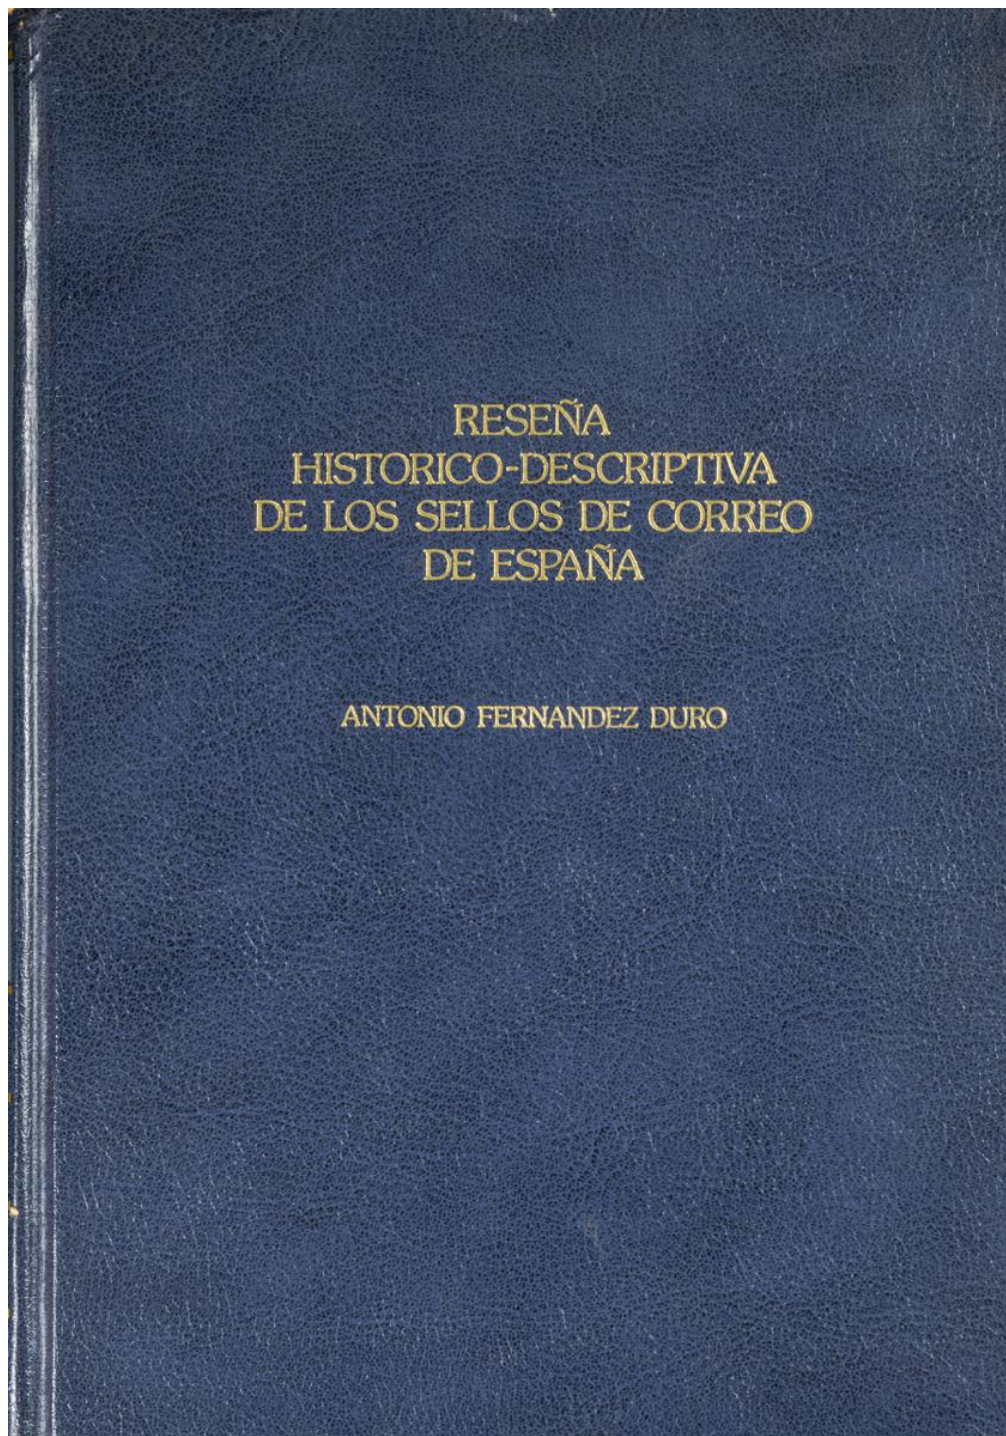 RESEÑA
HISTORICO-DESCRIPTIVA
DE LOS SELLOS DE CORREO
DE ESPAÑA
ANTONIO FERNANDEZ DURO